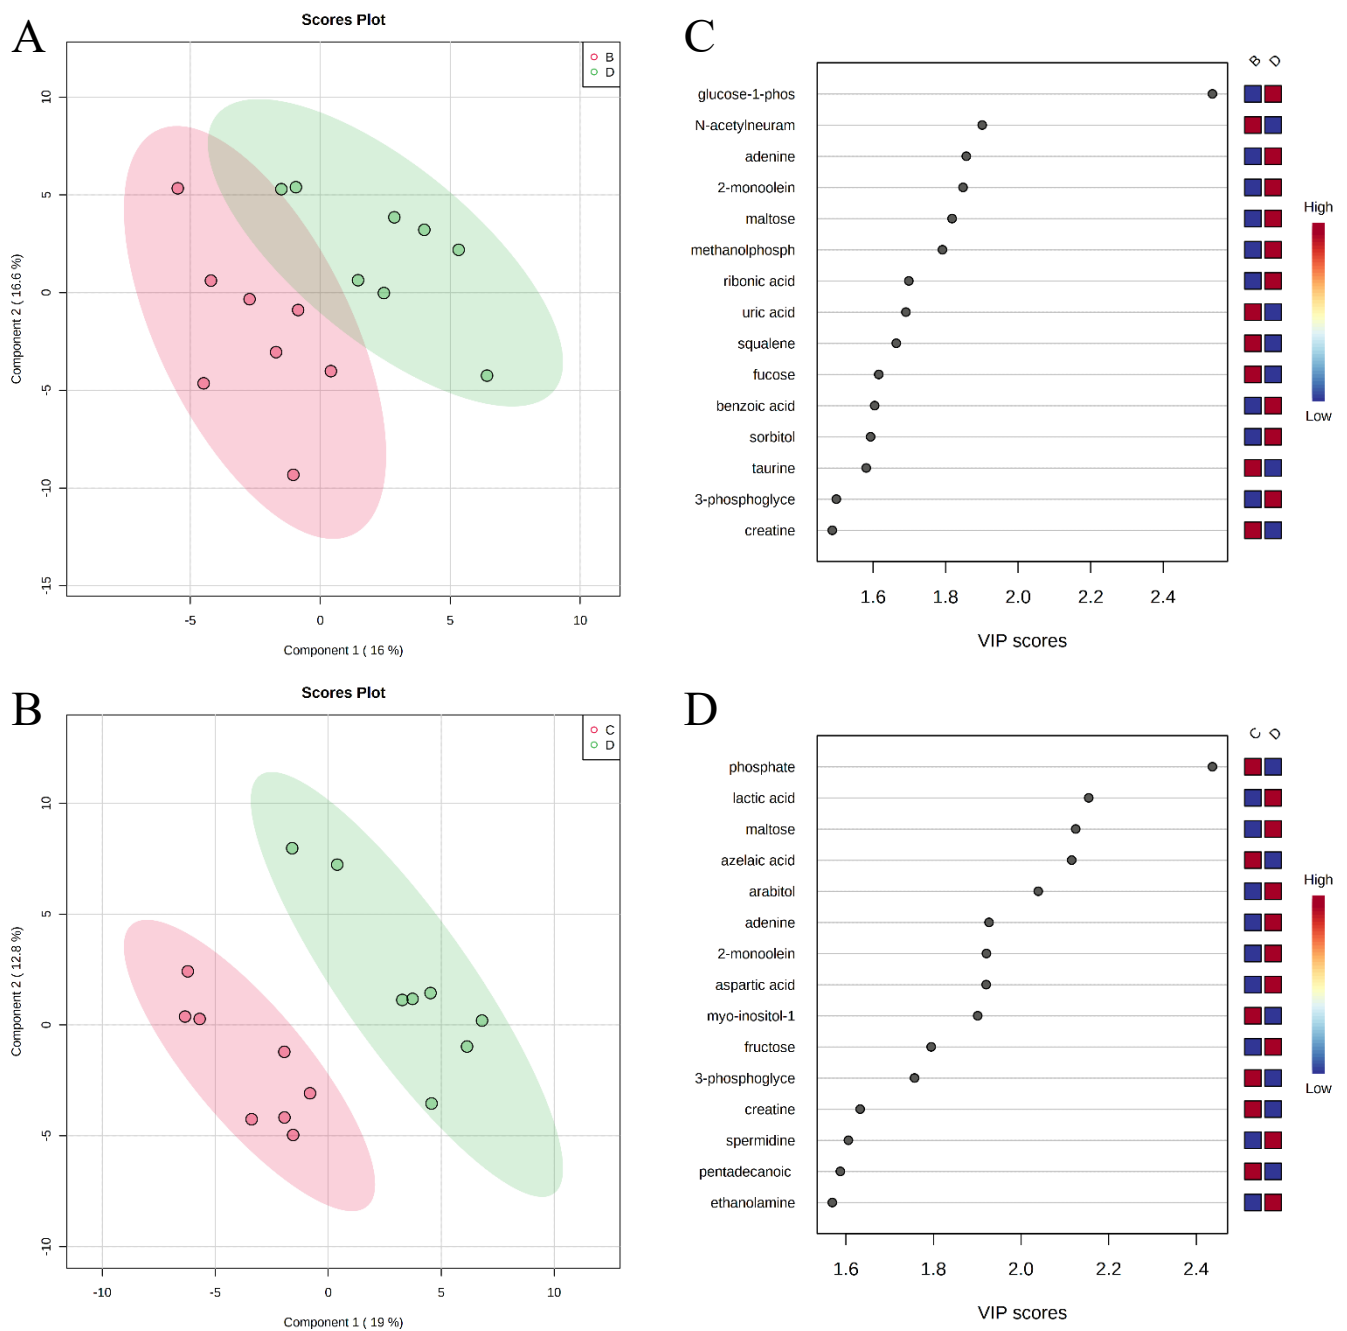 A
Scores Plot
B
D
10
5
0
-5
-10
-15
-5
0
5
10
Component 2 ( 16.6 %)
Component 1 ( 16 %)
C
B D
glucose-1-phos
N-acetylneuram
adenine
2-monoolein
maltose
methanolphosph
ribonic acid
uric acid
squalene
fucose
benzoic acid
sorbitol
taurine
3-phosphoglyce
creatine
1.6 1.8 2.0 2.2 2.4
VIP scores
High
Low
B
Scores Plot
C
D
10
5
0
-5
-10
-10
-5
0
5
10
Component 2 ( 12.8 %)
Component 1 ( 19 %)
D
C D
phosphate
lactic acid
maltose
azelaic acid
arabitol
adenine
2-monoolein
aspartic acid
myo-inositol-1
fructose
3-phosphoglyce
creatine
spermidine
pentadecanoic
ethanolamine
1.6 1.8 2.0 2.2 2.4
VIP scores
High
Low